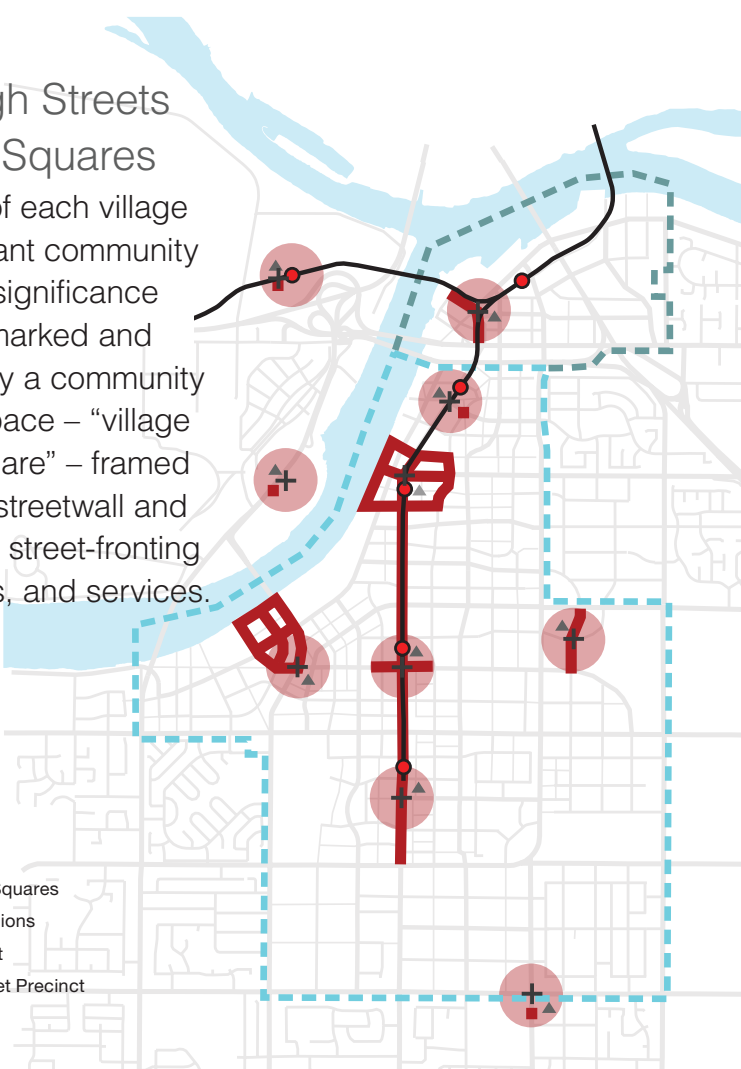 gh Streets
Squares
of each village
ant community
significance
marked and
y a community
pace – “village
are” – framed
streetwall and
street-fronting
s, and services.
Squares
ions
t
et Precinct